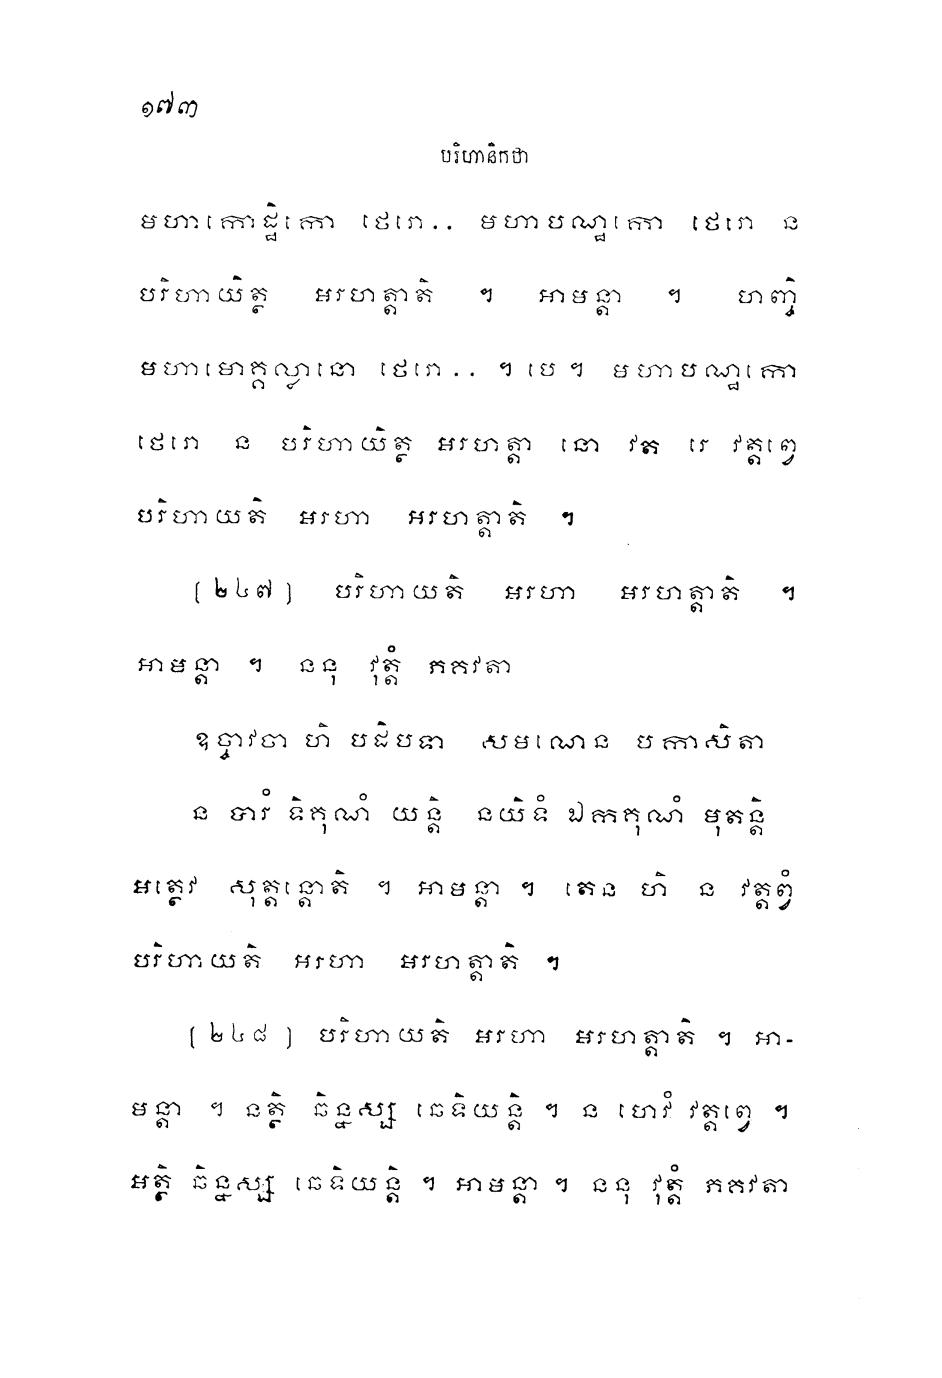 ១៧៣
បរិហានិកថា
មហាកោដ្ឋិកោ ថេរោ.. មហាបណ្ឋកោ ថេរោ ន
បរិហាយិត្ថ អរហត្តាតិ ។ អាមន្តា ។ ហញ្ចិ
មហាមោគ្គល្លានោ ថេរោ.. ។ បេ ។ មហាបណ្ឋកោ
ថេរោ ន បរិហាយិត្ថ អរហត្តា នោ វត រេ វត្តព្វេ
បរិហាយតិ អរហា អរហត្តាតិ ។
[២៤៧] បរិហាយតិ អរហា អរហត្តាតិ ។
អាមន្តា ។ ននុ វុត្តំ ភគវតា
ឧច្ចាវចា ហិ បដិបទា សមណេន បកាសិតា
ន បារំ ទិគុណំ យន្តិ នយិទំ ឯកគុណំ មុតន្តិ
អត្ថេវ សុត្តន្តោតិ ។ អាមន្តា ។ តេន ហិ ន វត្តព្វំ
បរិហាយតិ អរហា អរហត្តាតិ ។
[២៤៨] បរិហាយតិ អរហា អរហត្តាតិ ។ អា-
មន្តា ។ នត្ថិ ឆិន្នស្ស ឆេទិយន្តិ ។ ន ហេវំ វត្តព្វេ ។
អត្ថិ ឆិន្នស្ស ឆេទិយន្តិ ។ អាមន្តា ។ ននុ វុត្តំ ភគវតា